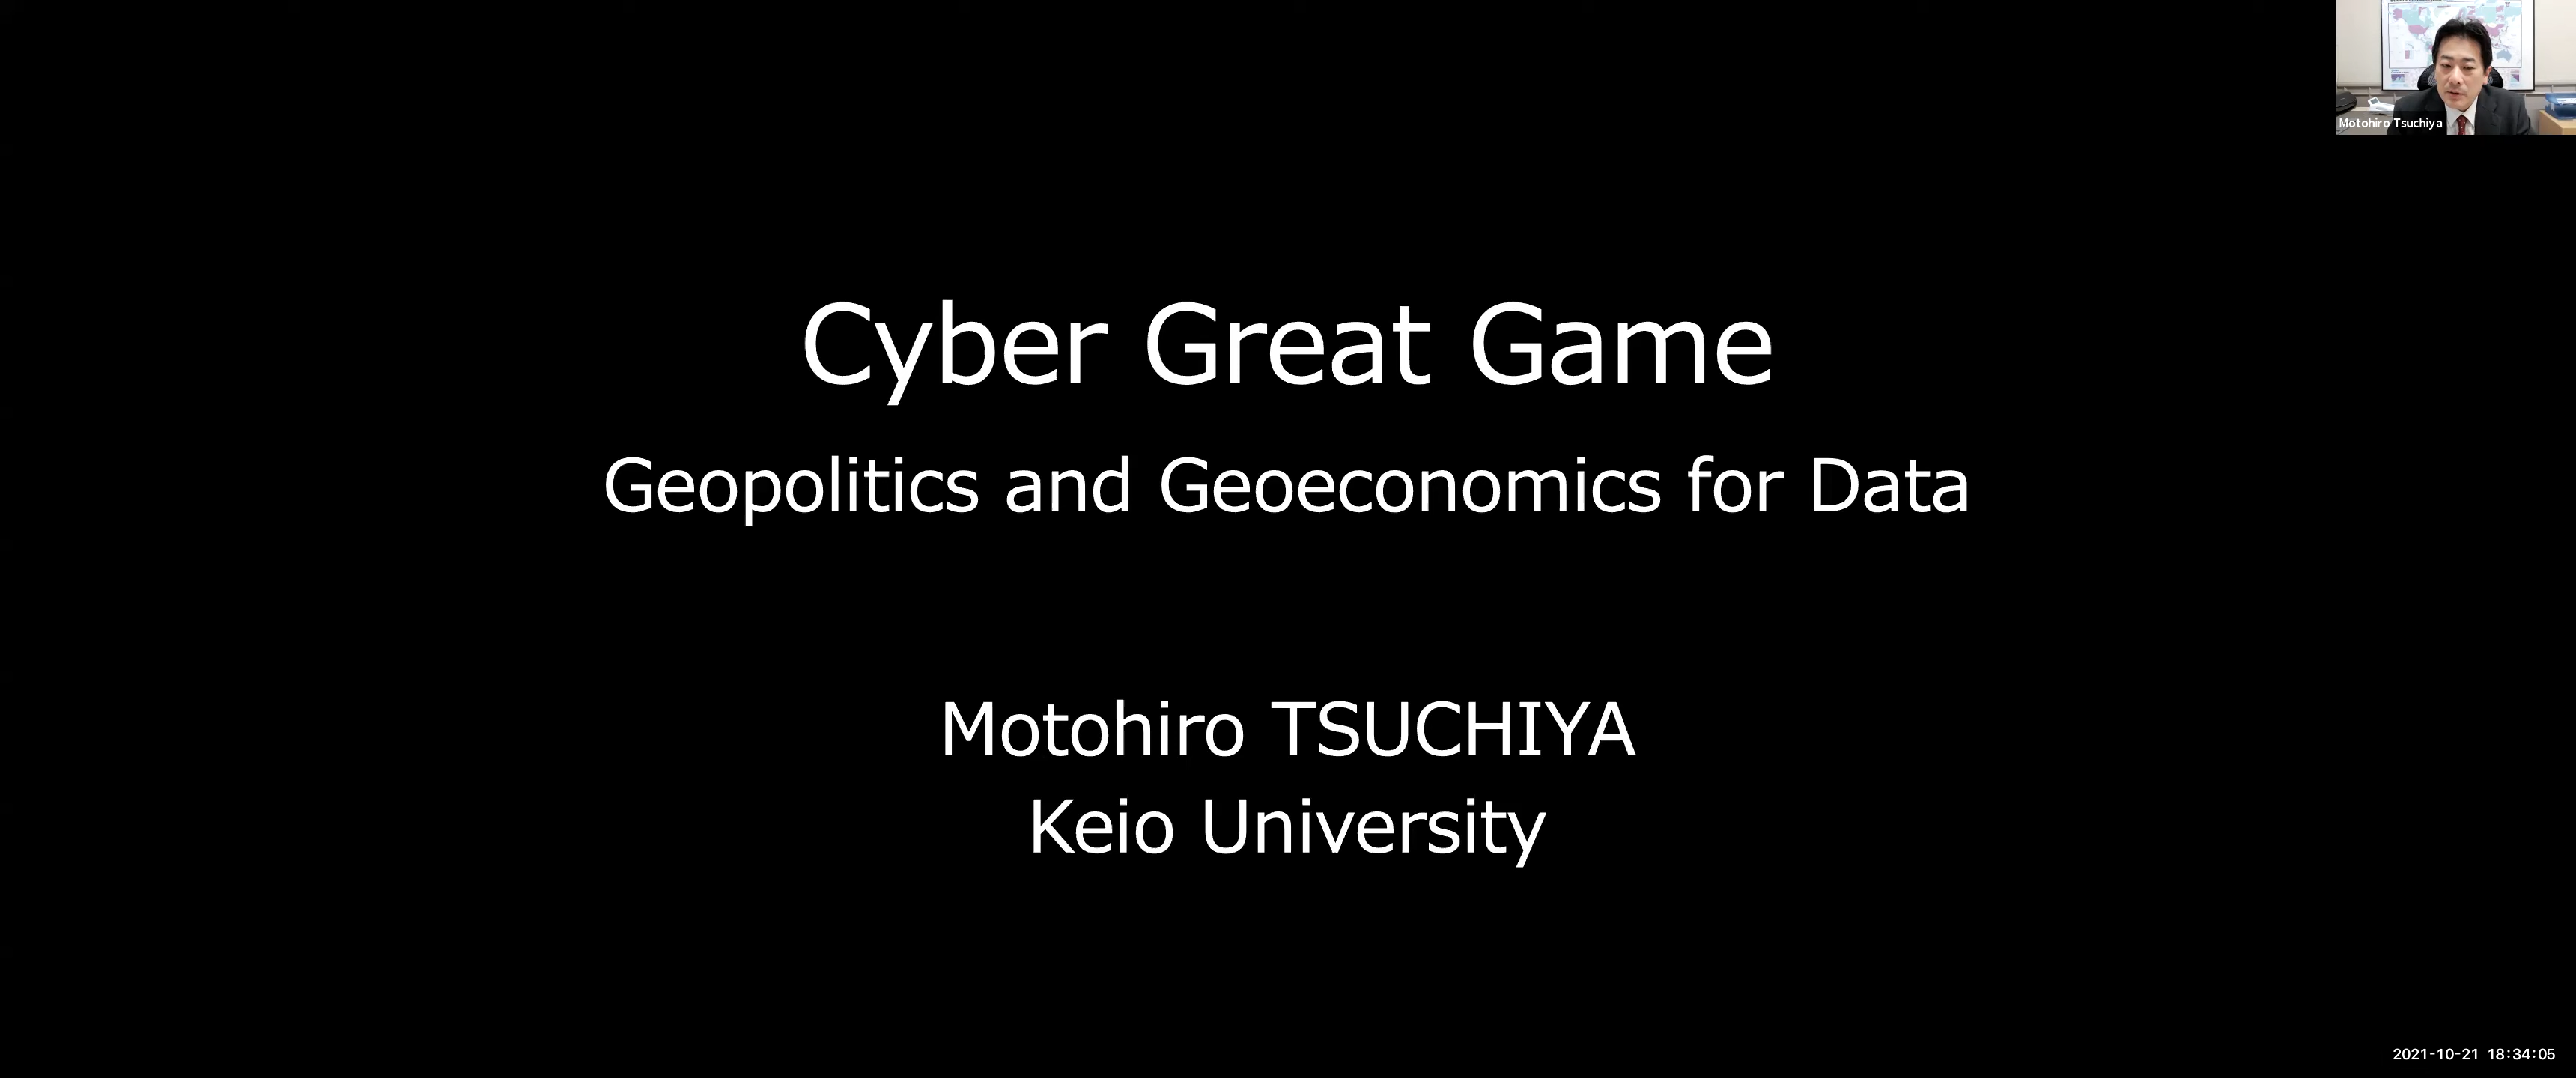 Motohiro Tsuchiya
Cyber Great Game
Geopolitics and Geoeconomics for Data
Motohiro TSUCHIYA
Keio University
2021-10-21 18:34:05